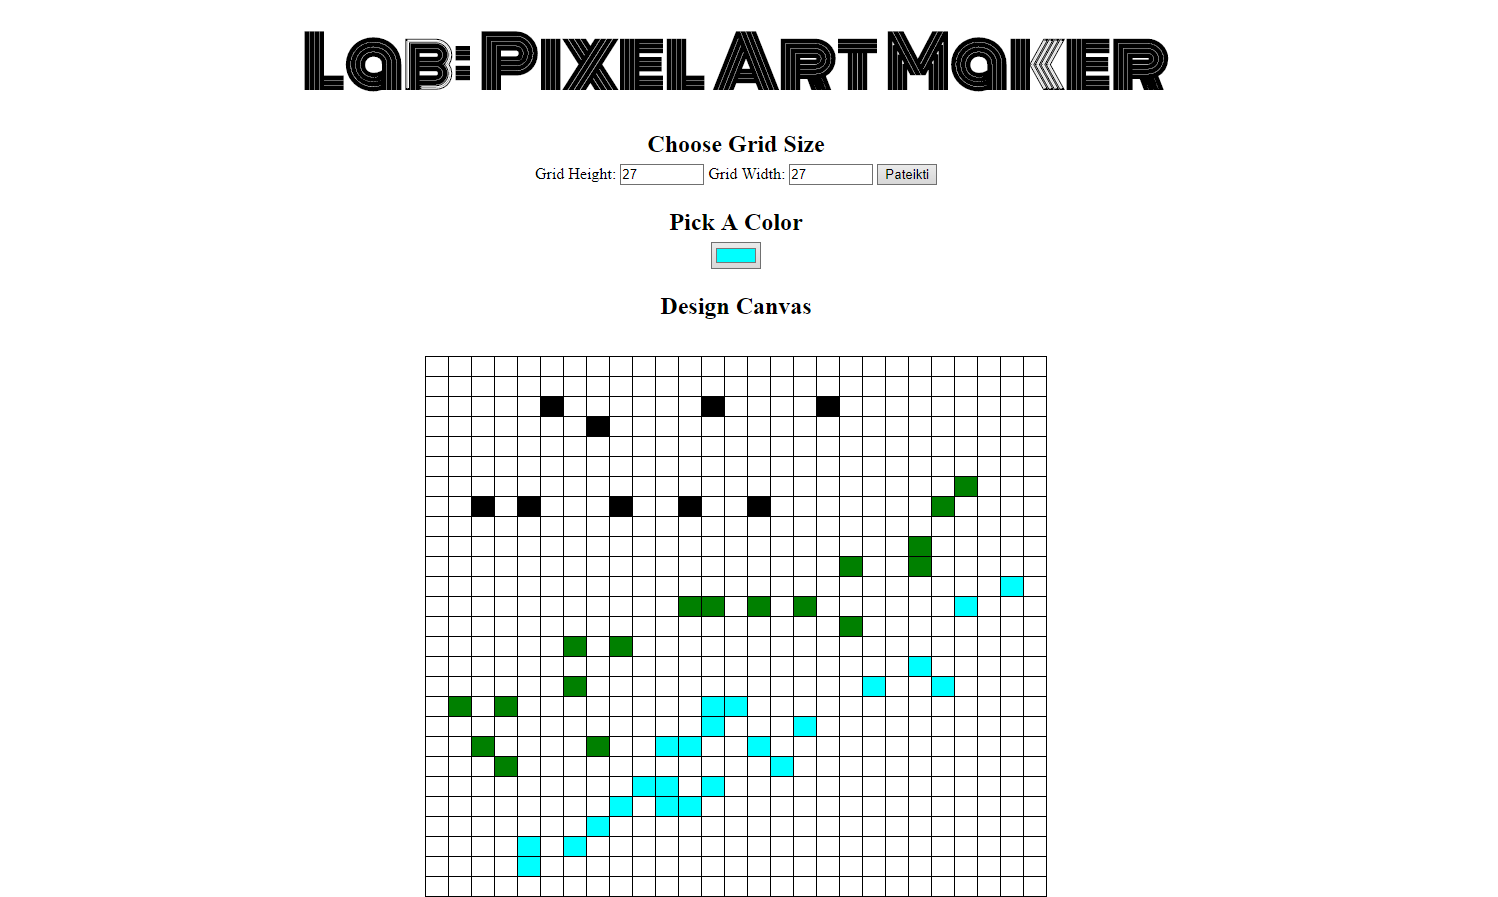 Lab: Pixel Art Maker
Choose Grid Size
Grid Height: 27 Grid Width: 27 Pateikti
Pick A Color
Design Canvas